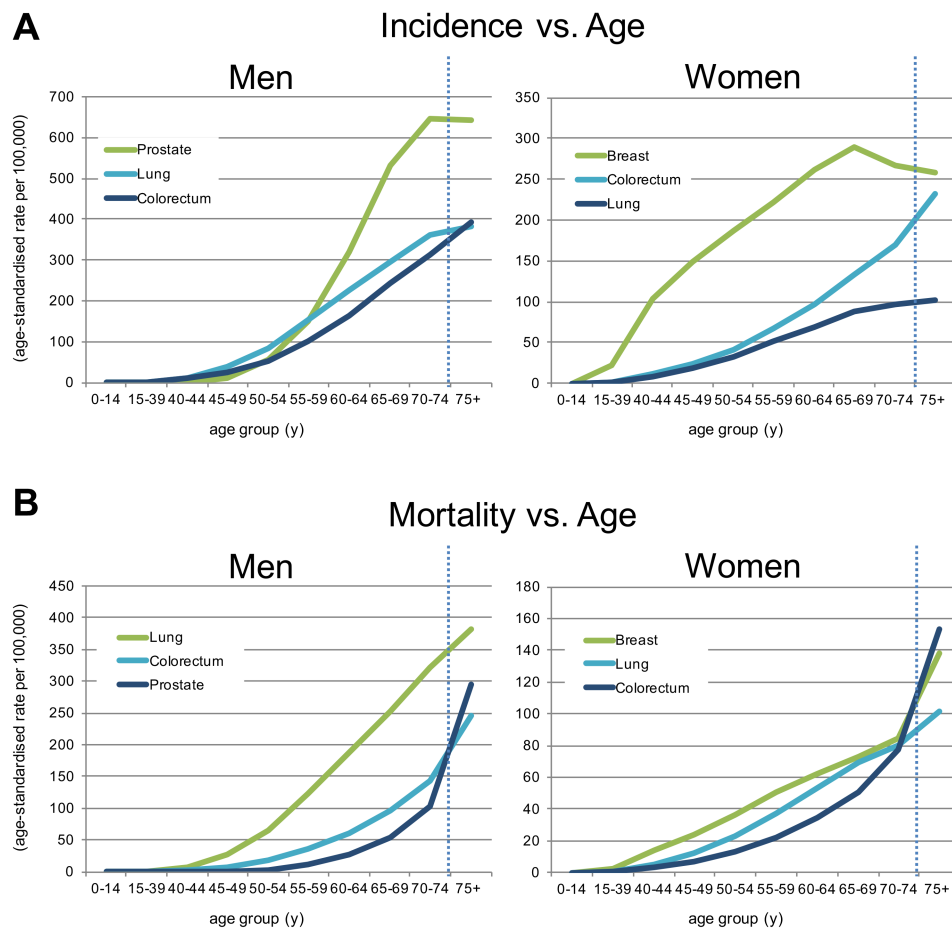 A
Incidence vs. Age
Men
Women
(age-standardised rate per 100,000)
700
600
500
400
300
200
100
0
Prostate
Lung
Colorectum
0-14 15-39 40-44 45-49 50-54 55-59 60-64 65-69 70-74 75+
age group (y)
350
300
250
200
150
100
50
0
Breast
Colorectum
Lung
0-14 15-39 40-44 45-49 50-54 55-59 60-64 65-69 70-74 75+
age group (y)
B
Mortality vs. Age
Men
Women
(age-standardised rate per 100,000)
450
400
350
300
250
200
150
100
50
0
Lung
Colorectum
Prostate
0-14 15-39 40-44 45-49 50-54 55-59 60-64 65-69 70-74 75+
age group (y)
180
160
140
120
100
80
60
40
20
0
Breast
Lung
Colorectum
0-14 15-39 40-44 45-49 50-54 55-59 60-64 65-69 70-74 75+
age group (y)